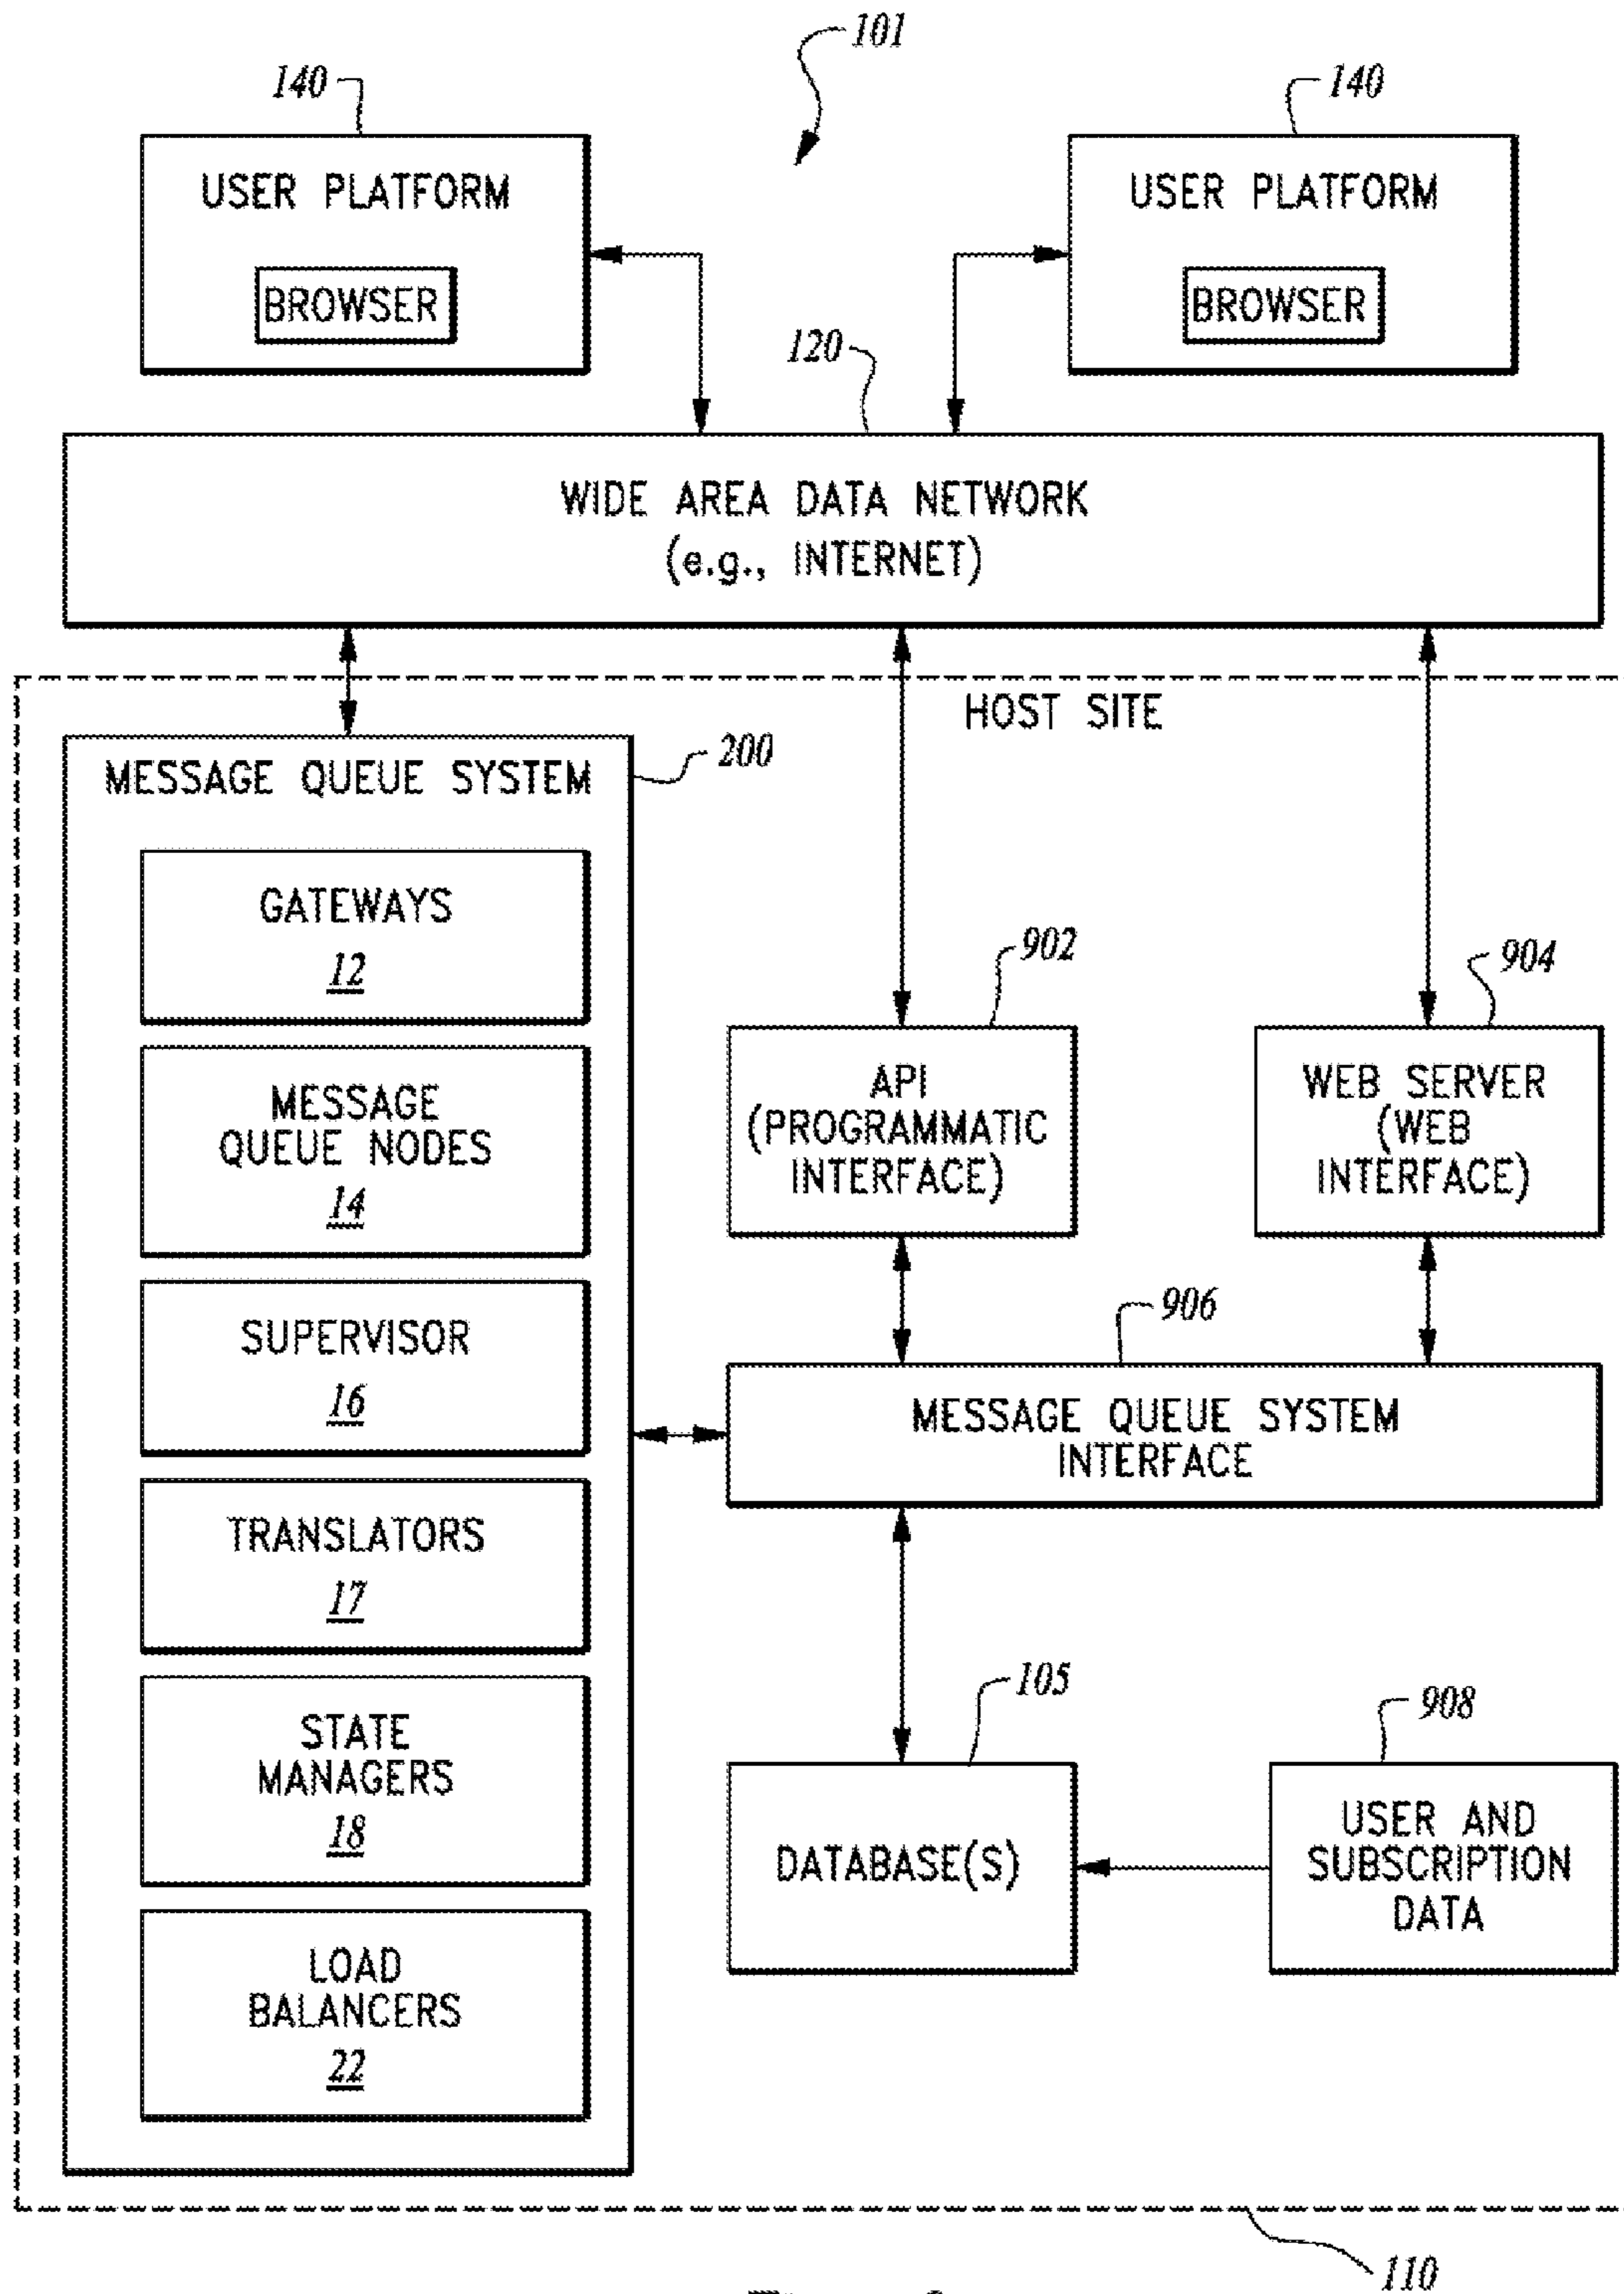 101
140
140
USER PLATFORM
BROWSER
USER PLATFORM
BROWSER
120
WIDE AREA DATA NETWORK
(e.g., INTERNET)
HOST SITE
200
MESSAGE QUEUE SYSTEM
GATEWAYS
12
MESSAGE
QUEUE NODES
14
SUPERVISOR
16
TRANSLATORS
17
STATE
MANAGERS
18
LOAD
BALANCERS
22
902
API
(PROGRAMMATIC
INTERFACE)
904
WEB SERVER
(WEB
INTERFACE)
906
MESSAGE QUEUE SYSTEM
INTERFACE
105
DATABASE(S)
908
USER AND
SUBSCRIPTION
DATA
110